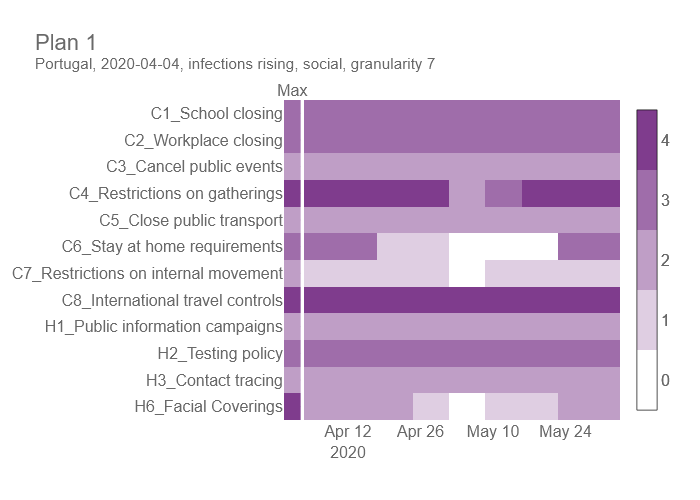 Plan 1
Portugal, 2020-04-04, infections rising, social, granularity 7
Max
C1_School closing
C2_Workplace closing
C3_Cancel public events
C4_Restrictions on gatherings
C5_Close public transport
C6_Stay at home requirements
C7_Restrictions on internal movement
C8_International travel controls
H1_Public information campaigns
H2_Testing policy
H3_Contact tracing
H6_Facial Coverings
4
3
2
1
0
Apr 12 Apr 26 May 10 May 24
2020